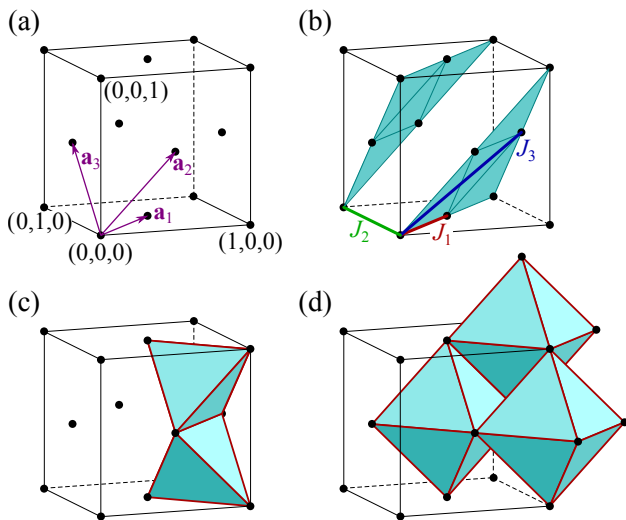 (a)
(0,0,1)
a₃
a₂
a₁
(0,1,0)
(0,0,0)
(1,0,0)
(b)
J₃
J₂
J₁
(c)
(d)